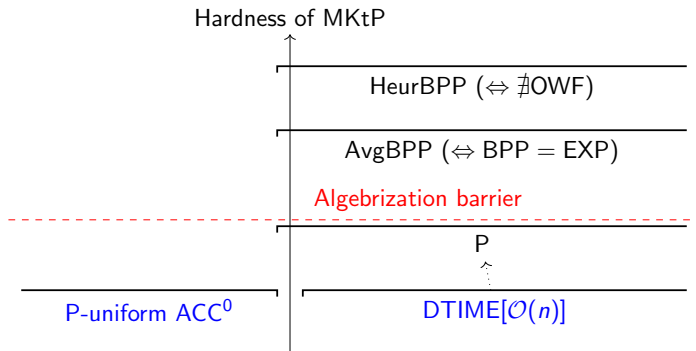 Hardness of MKtP
HeurBPP (⇔ ∄OWF)
AvgBPP (⇔ BPP = EXP)
Algebrization barrier
P
P-uniform ACC⁰
DTIME[𝒪(n)]